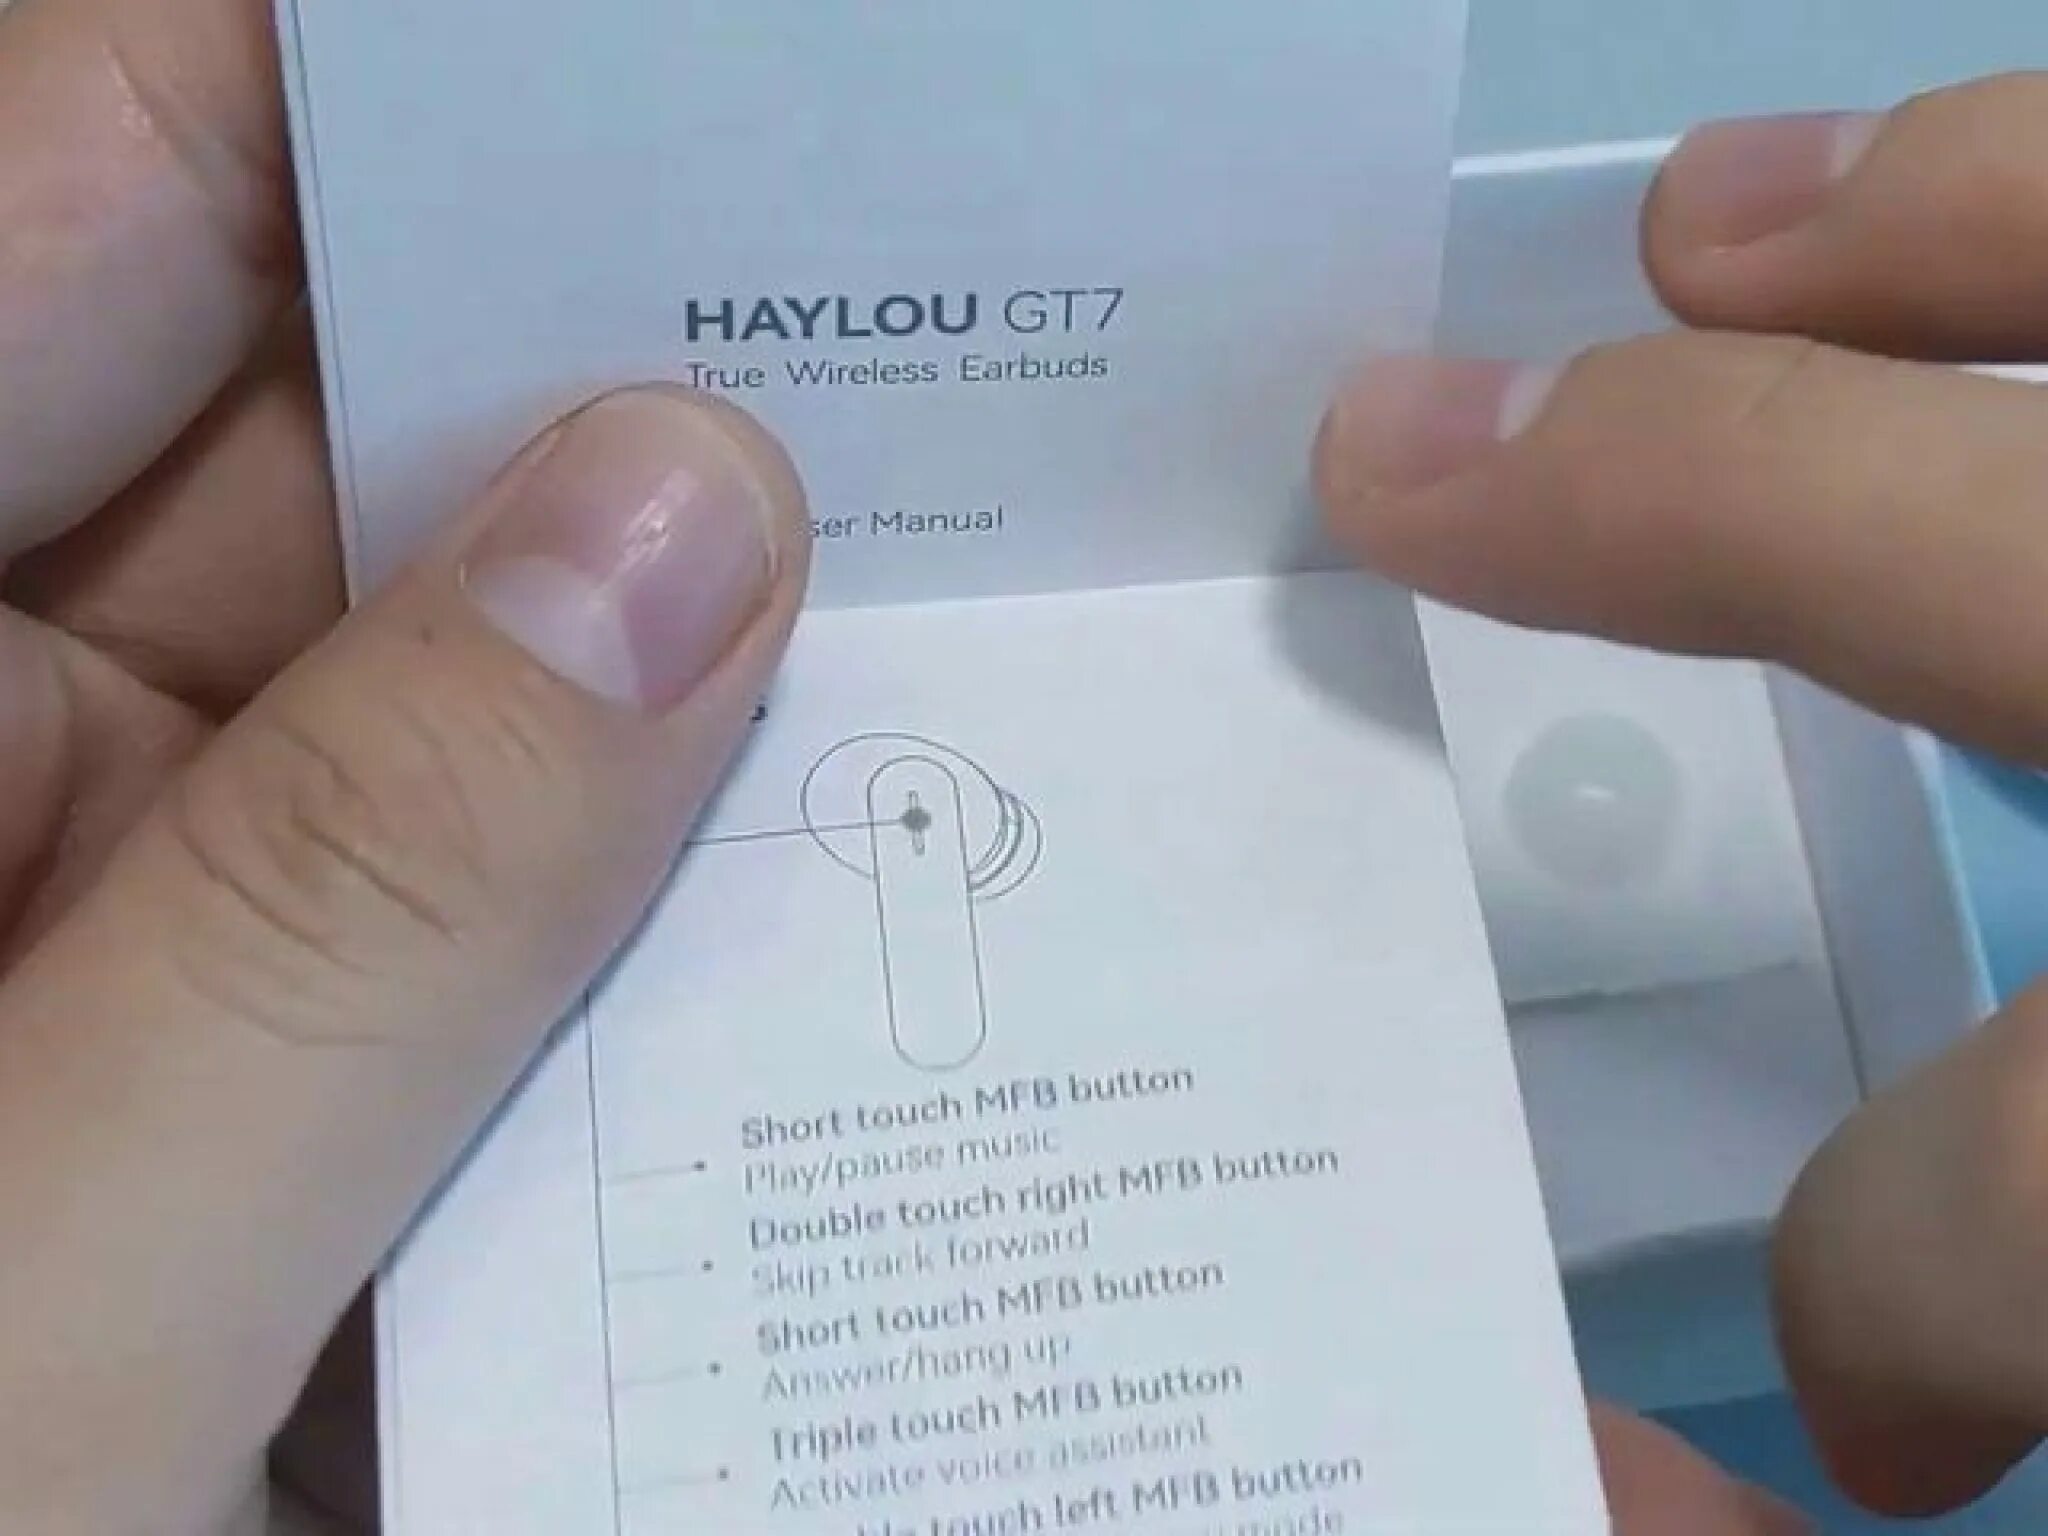 HAYLOU GT7
True Wireless Earbuds
ser Manual
Short touch MFB button
Play/pause music
Double touch right MFB button
Skip track forward
Short touch MFB button
Answer/hang up
Triple touch MFB button
Activate voice assistant
ble touch left MFB button
mode